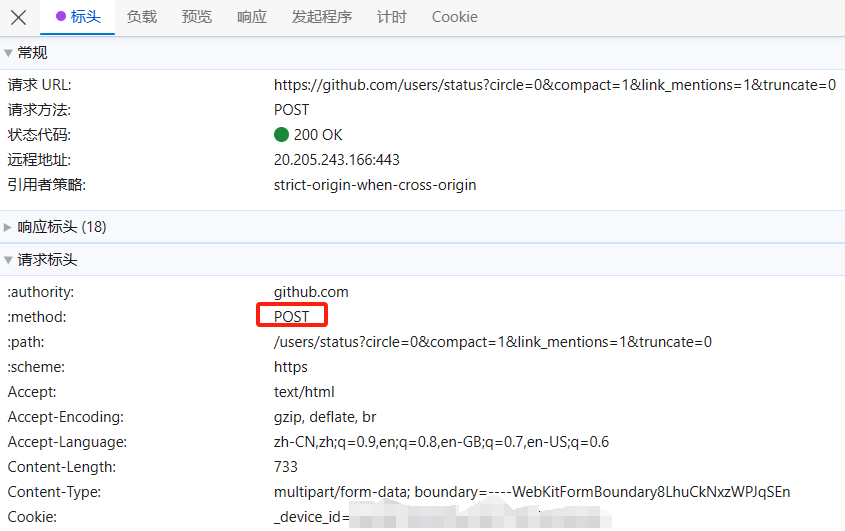 标头 负载 预览 响应 发起程序 计时 Cookie
常规
请求 URL: https://github.com/users/status?circle=0&compact=1&link_mentions=1&truncate=0
请求方法: POST
状态代码: 200 OK
远程地址: 20.205.243.166:443
引用者策略: strict-origin-when-cross-origin
响应标头 (18)
请求标头
:authority: github.com
:method: POST
:path: /users/status?circle=0&compact=1&link_mentions=1&truncate=0
:scheme: https
Accept: text/html
Accept-Encoding: gzip, deflate, br
Accept-Language: zh-CN,zh;q=0.9,en;q=0.8,en-GB;q=0.7,en-US;q=0.6
Content-Length: 733
Content-Type: multipart/form-data; boundary=----WebKitFormBoundary8LhuCkNxzWPJqSEn
Cookie: _device_id=